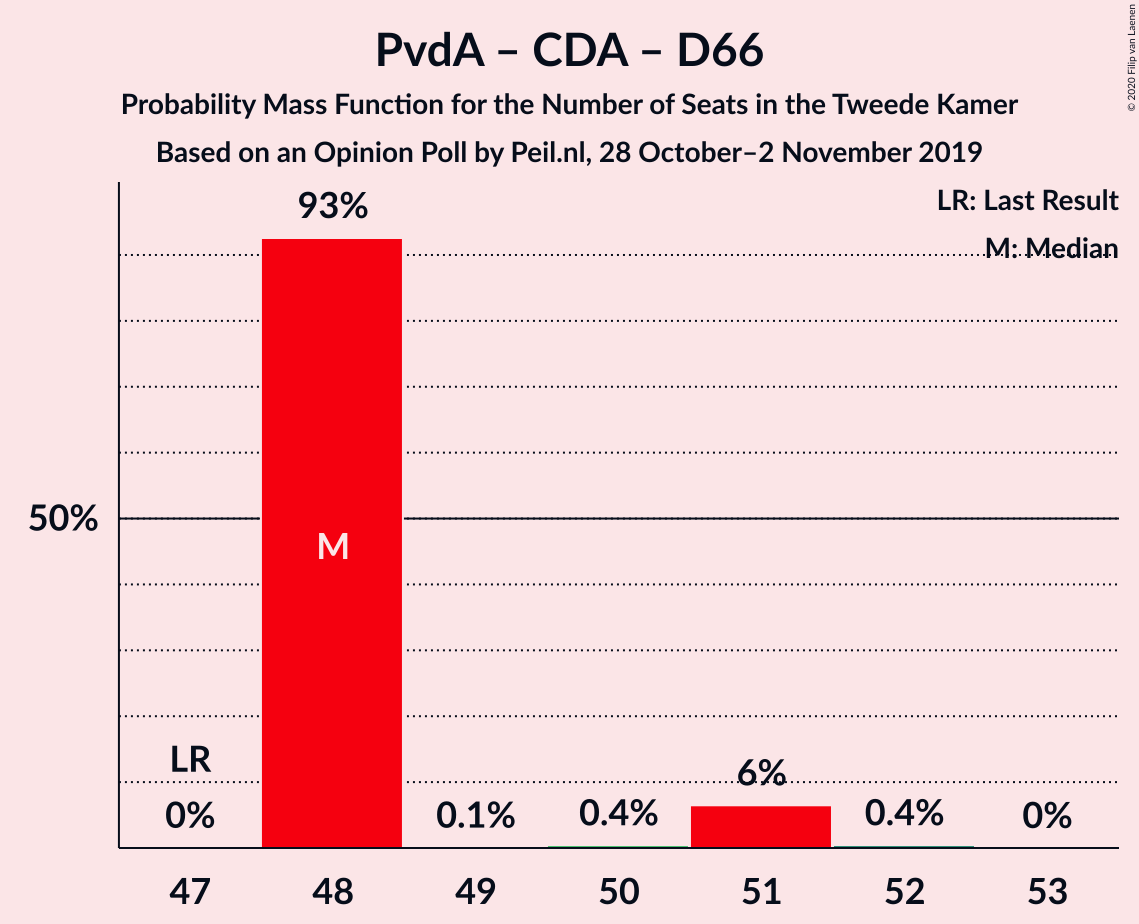 PvdA – CDA – D66
Probability Mass Function for the Number of Seats in the Tweede Kamer
Based on an Opinion Poll by Peil.nl, 28 October–2 November 2019
© 2020 Filip van Laenen
LR: Last Result
M: Median
93%
50%
M
LR
0%
0.1%
0.4%
6%
0.4%
0%
47
48
49
50
51
52
53